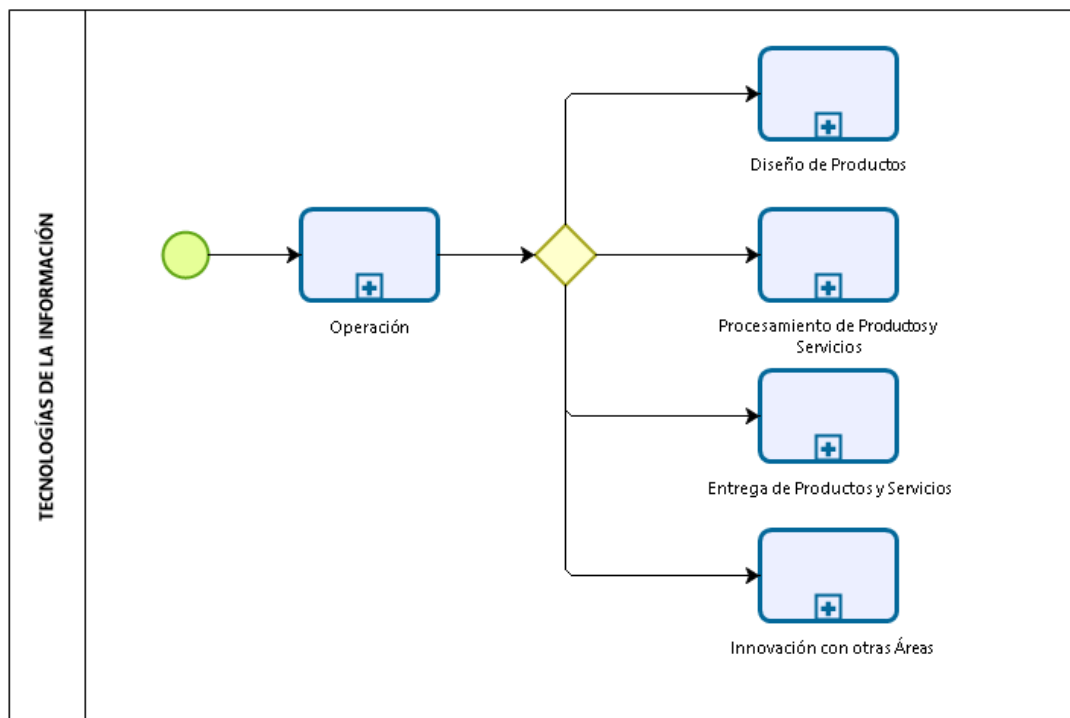 TECNOLOGÍAS DE LA INFORMACIÓN
Diseño de Productos
Operación
Procesamiento de Productos y
Servicios
Entrega de Productos y Servicios
Innovación con otras Áreas